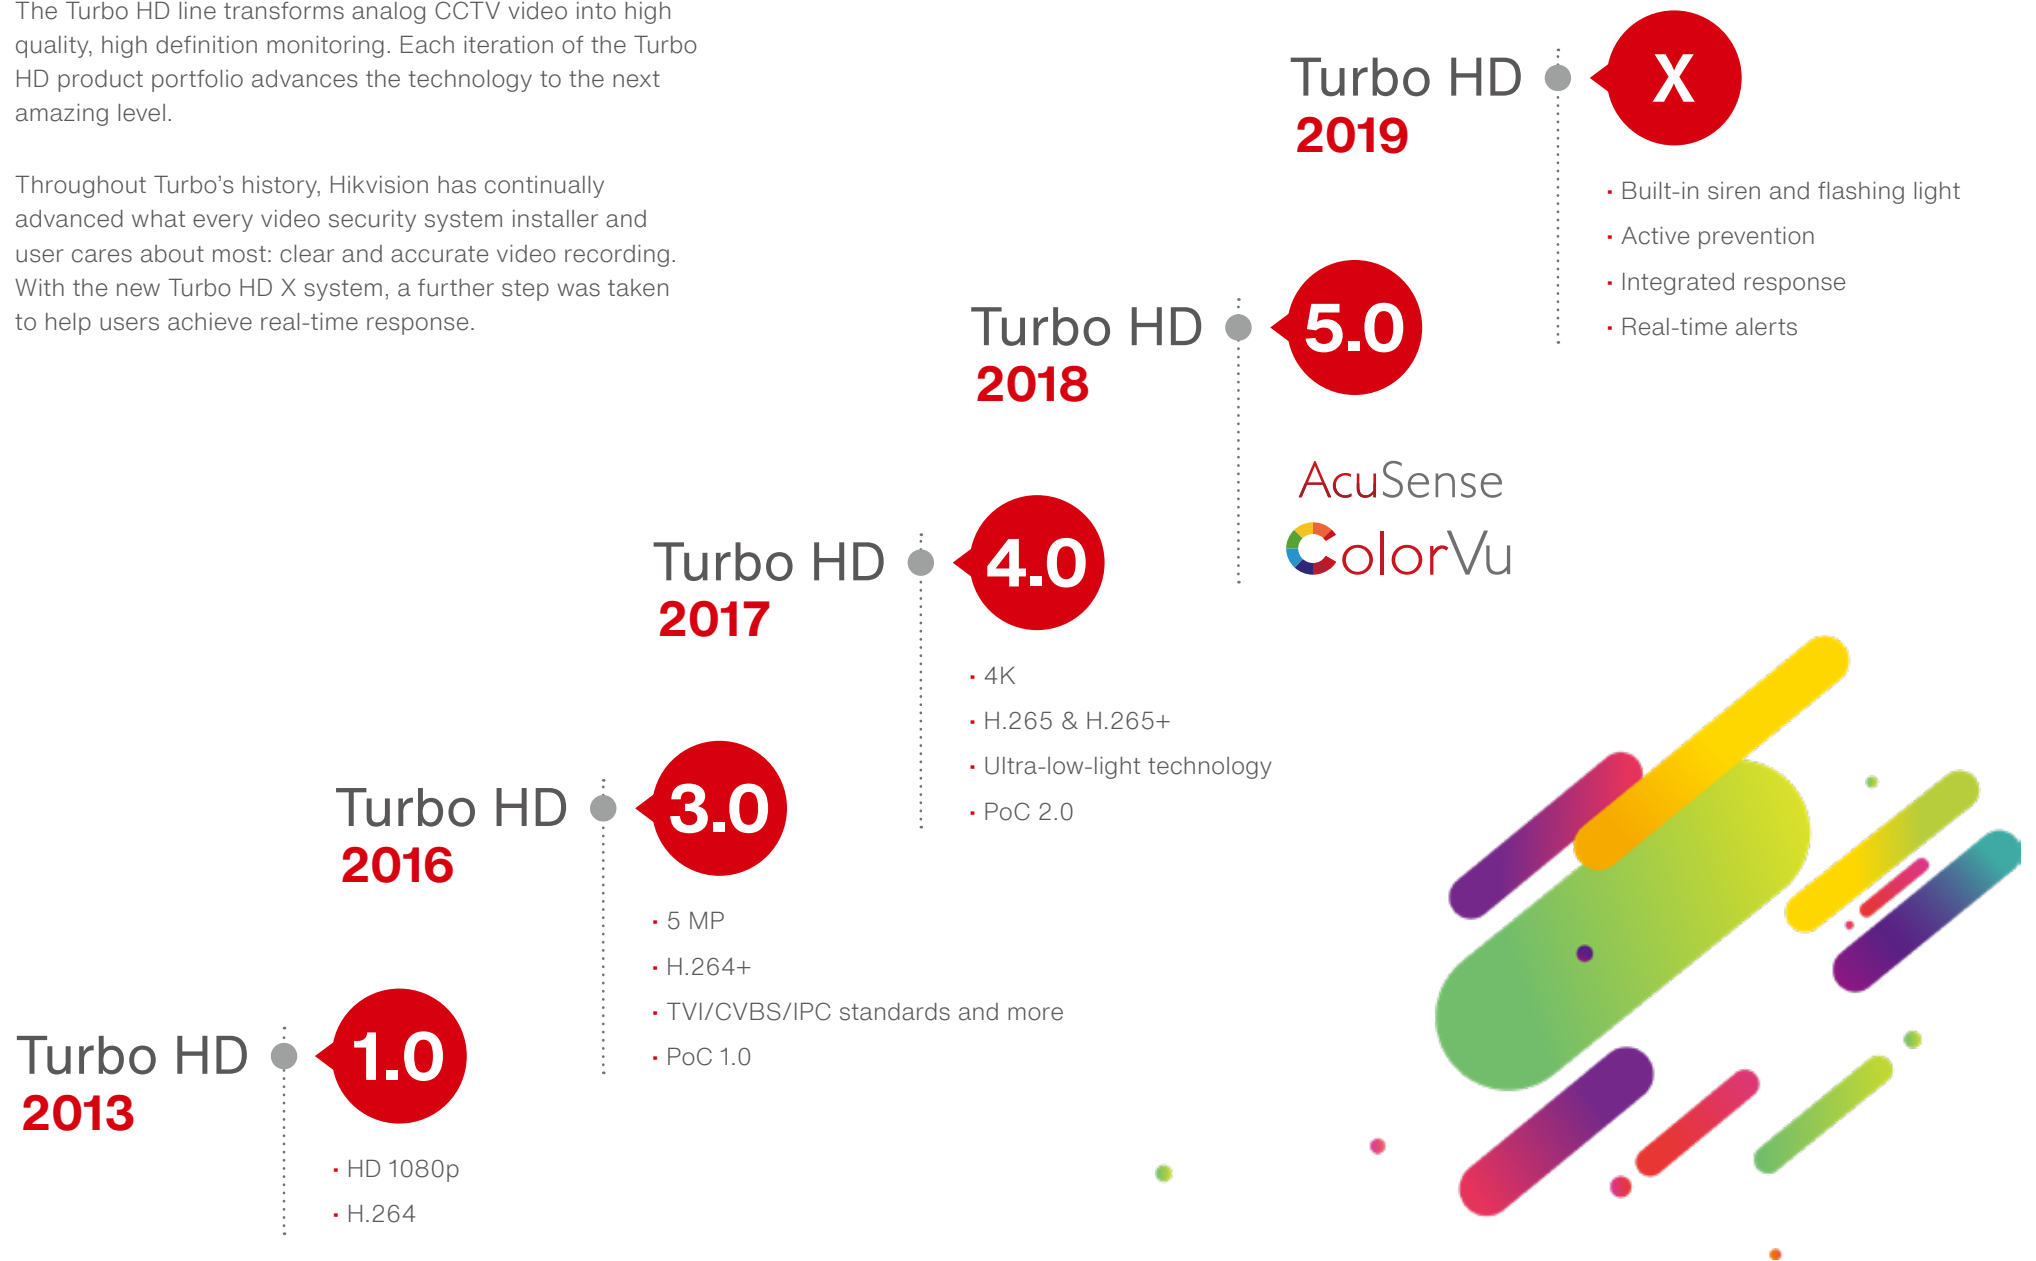 The Turbo HD line transforms analog CCTV video into high
quality, high definition monitoring. Each iteration of the Turbo
HD product portfolio advances the technology to the next
amazing level.
Throughout Turbo's history, Hikvision has continually
advanced what every video security system installer and
user cares about most: clear and accurate video recording.
With the new Turbo HD X system, a further step was taken
to help users achieve real-time response.
Turbo HD X
2019
· Built-in siren and flashing light
· Active prevention
· Integrated response
· Real-time alerts
Turbo HD 5.0
2018
AcuSense
ColorVu
Turbo HD 4.0
2017
· 4K
· H.265 & H.265+
· Ultra-low-light technology
· PoC 2.0
Turbo HD 3.0
2016
· 5 MP
· H.264+
· TVI/CVBS/IPC standards and more
· PoC 1.0
Turbo HD 1.0
2013
· HD 1080p
· H.264